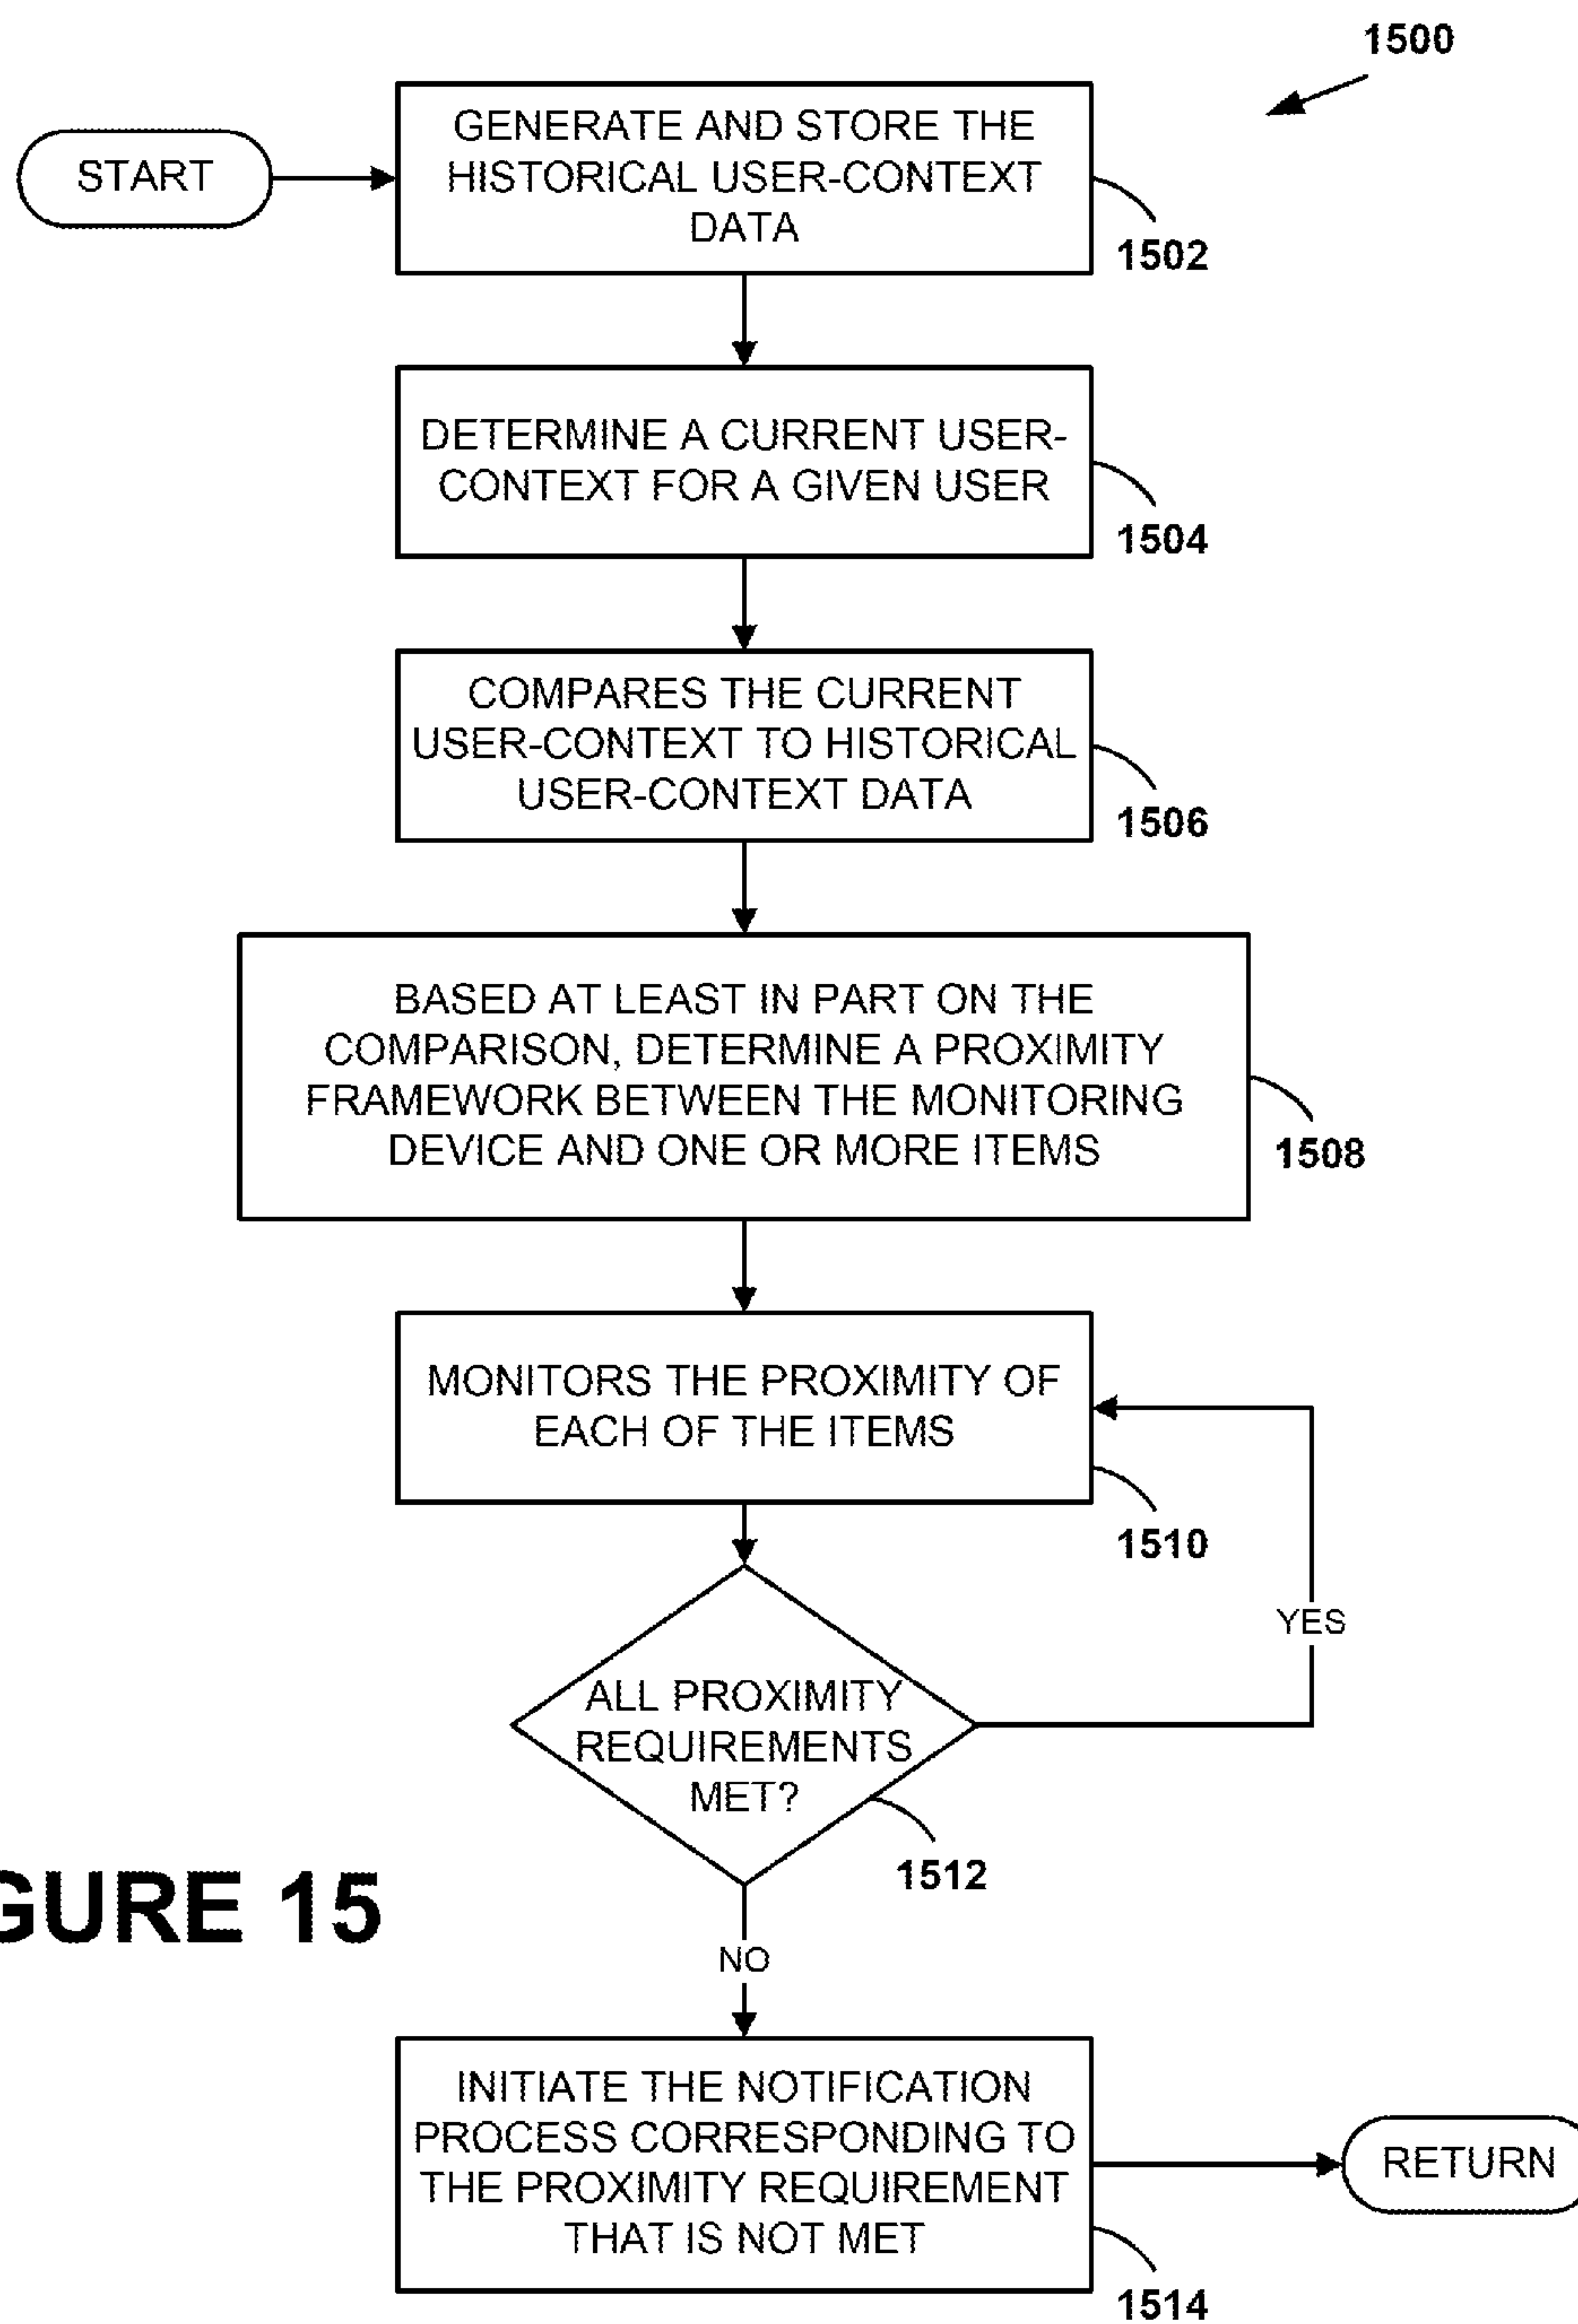 1500
START
GENERATE AND STORE THE
HISTORICAL USER-CONTEXT
DATA
1502
DETERMINE A CURRENT USER-
CONTEXT FOR A GIVEN USER
1504
COMPARES THE CURRENT
USER-CONTEXT TO HISTORICAL
USER-CONTEXT DATA
1506
BASED AT LEAST IN PART ON THE
COMPARISON, DETERMINE A PROXIMITY
FRAMEWORK BETWEEN THE MONITORING
DEVICE AND ONE OR MORE ITEMS
1508
MONITORS THE PROXIMITY OF
EACH OF THE ITEMS
1510
YES
ALL PROXIMITY
REQUIREMENTS
MET?
1512
GURE 15
NO
INITIATE THE NOTIFICATION
PROCESS CORRESPONDING TO
THE PROXIMITY REQUIREMENT
THAT IS NOT MET
RETURN
1514